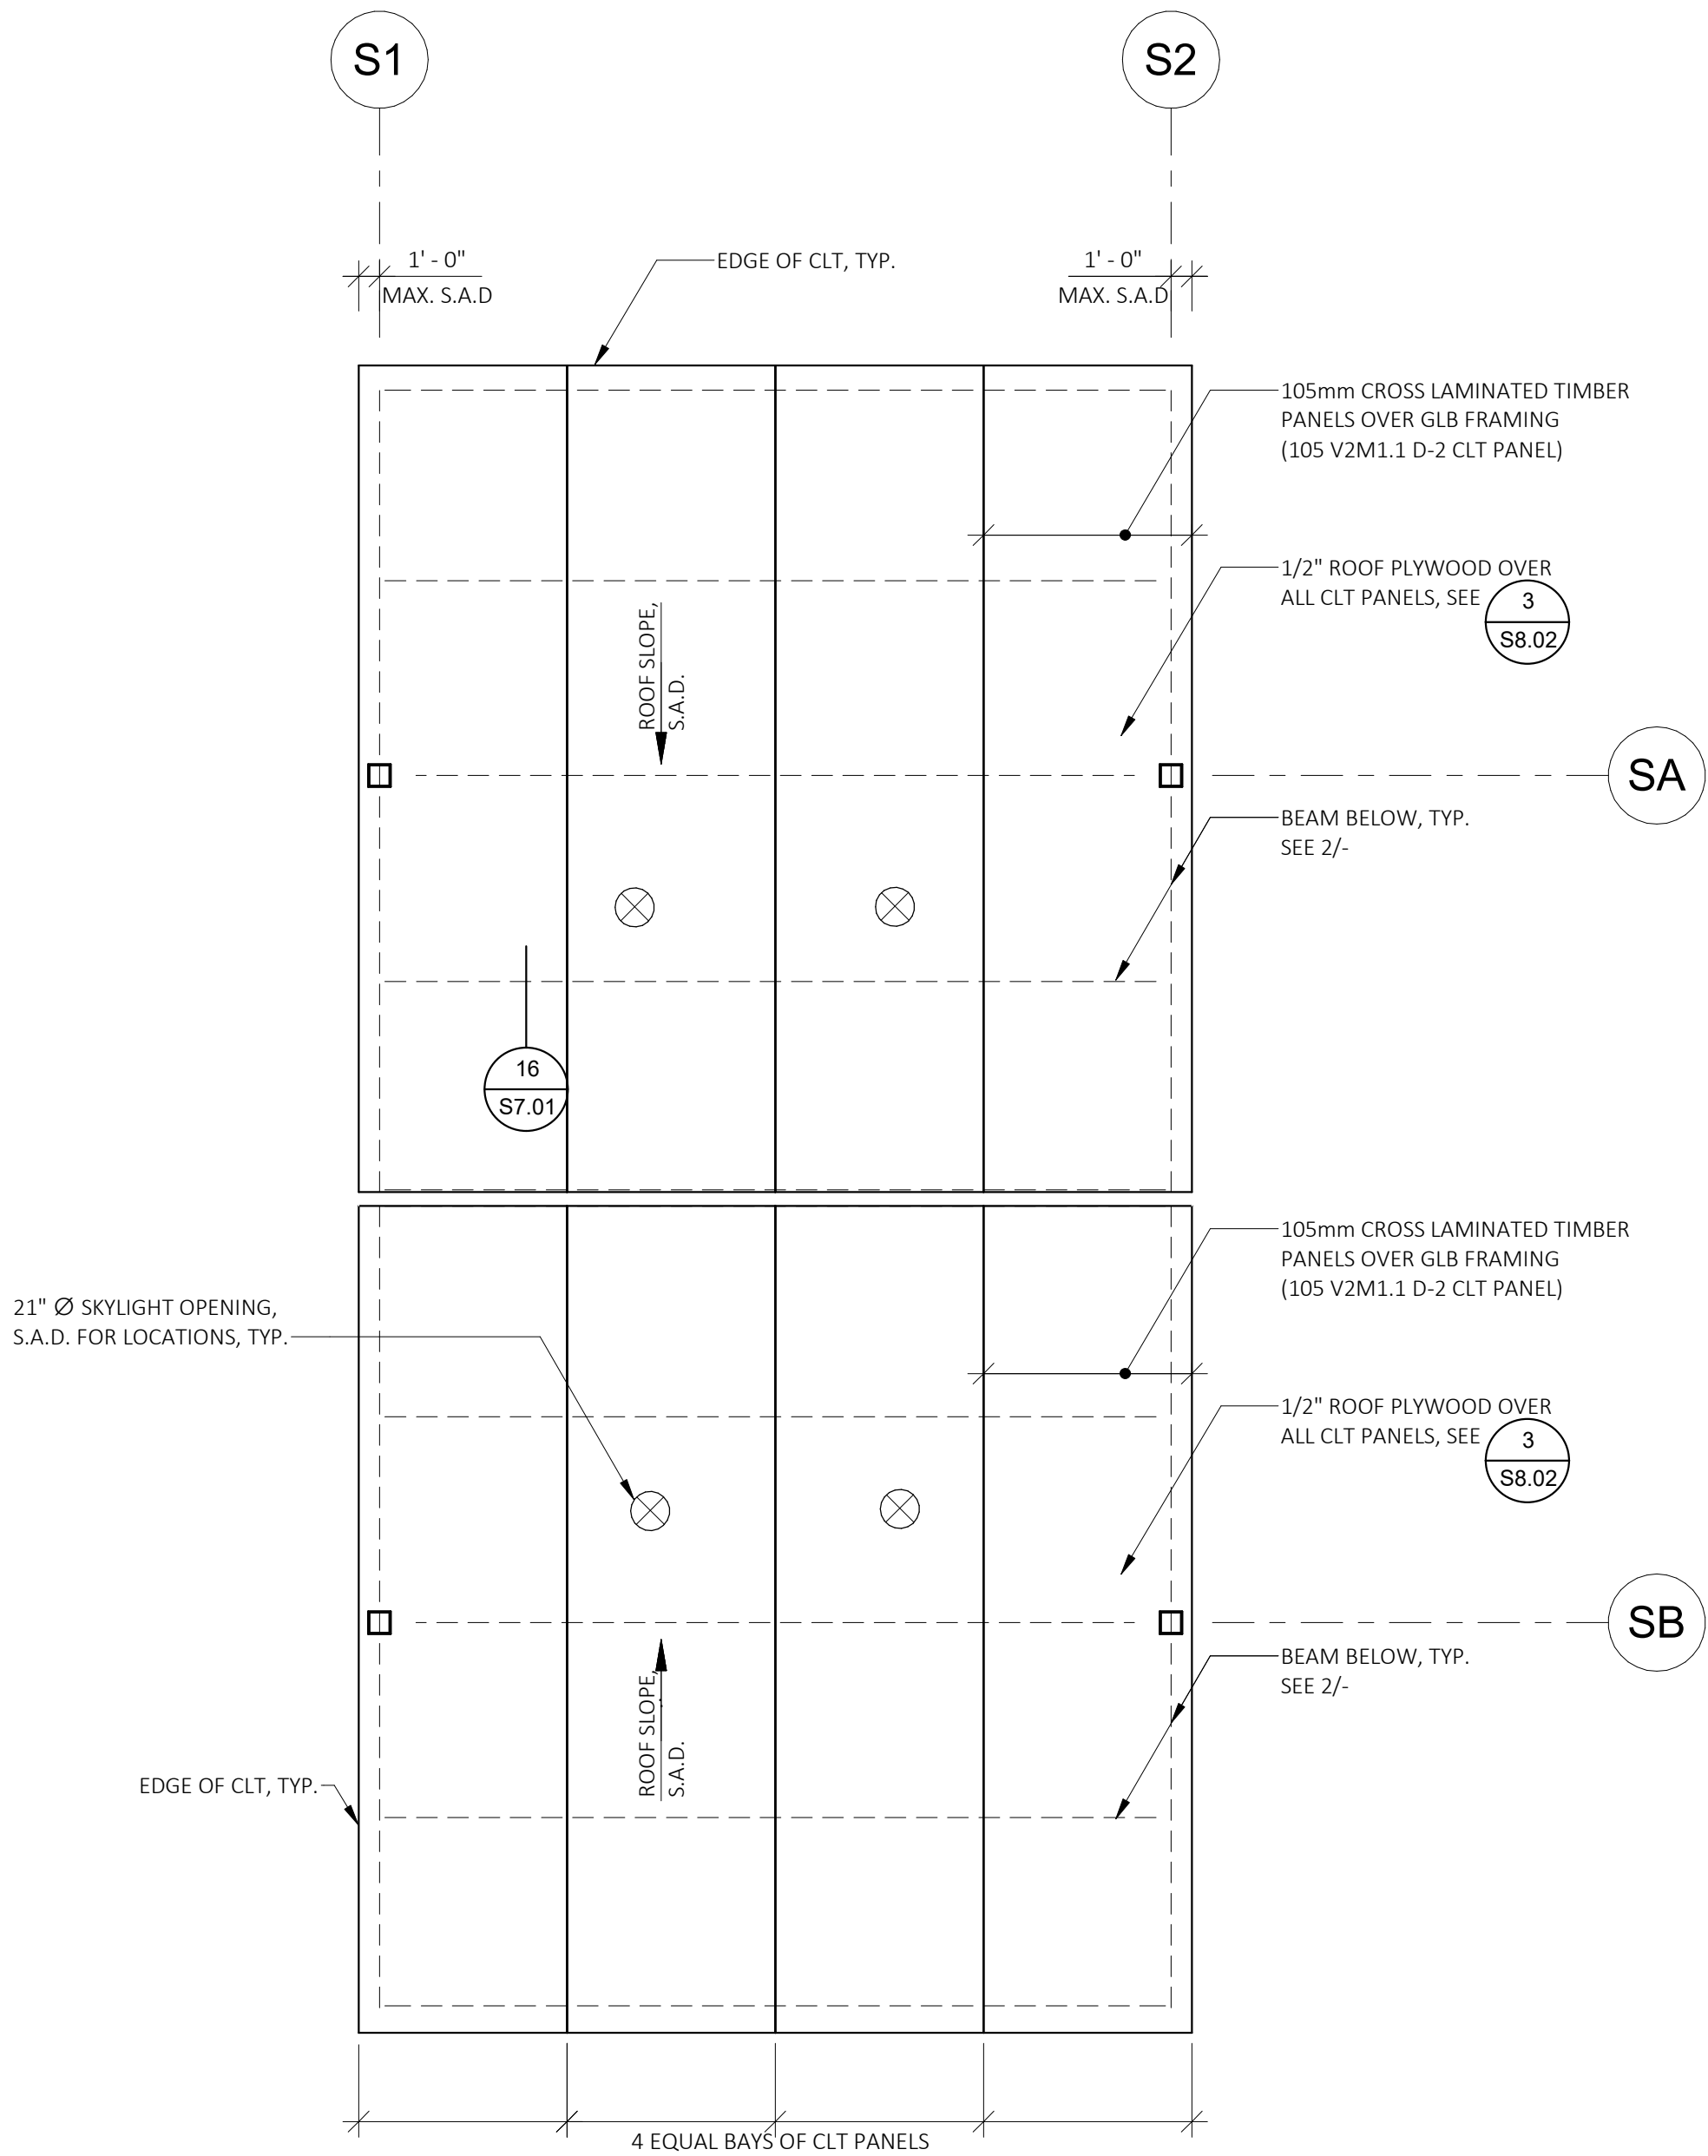 S1
S2
1' - 0"
MAX. S.A.D
EDGE OF CLT, TYP.
1' - 0"
MAX. S.A.D
105mm CROSS LAMINATED TIMBER
PANELS OVER GLB FRAMING
(105 V2M1.1 D-2 CLT PANEL)
1/2" ROOF PLYWOOD OVER
ALL CLT PANELS, SEE
3
S8.02
ROOF SLOPE,
S.A.D.
SA
BEAM BELOW, TYP.
SEE 2/-
16
S7.01
105mm CROSS LAMINATED TIMBER
PANELS OVER GLB FRAMING
(105 V2M1.1 D-2 CLT PANEL)
21" Ø SKYLIGHT OPENING,
S.A.D. FOR LOCATIONS, TYP.
1/2" ROOF PLYWOOD OVER
ALL CLT PANELS, SEE
3
S8.02
SB
BEAM BELOW, TYP.
SEE 2/-
ROOF SLOPE,
S.A.D.
EDGE OF CLT, TYP.
4 EQUAL BAYS OF CLT PANELS